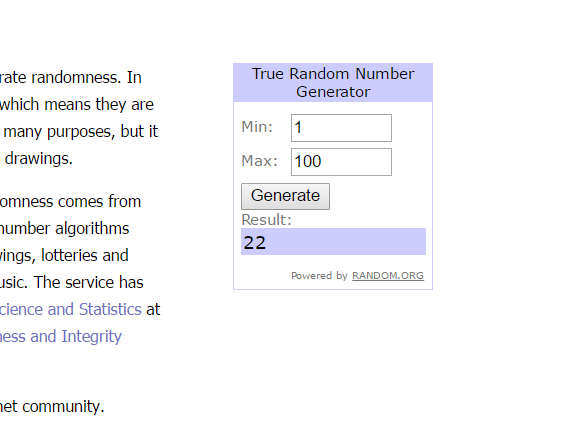 rate randomness. In
which means they are
many purposes, but it
drawings.
domness comes from
number algorithms
ings, lotteries and
usic. The service has
cience and Statistics at
ness and Integrity
net community.
True Random Number
Generator
Min: 1
Max: 100
Generate
Result:
22
Powered by RANDOM.ORG